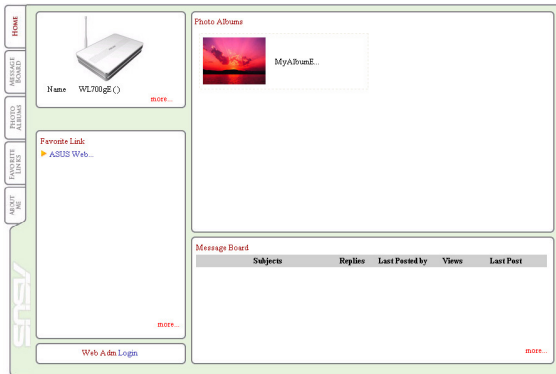 HOME
MESSAGE
BOARD
PHOTO
ALBUMS
FAVORITE
LINKS
ABOUT
ME
ASUS
Name WL700gE ()
more...
Favorite Link
ASUS Web...
more...
Web Adm Login
Photo Albums
MyAlbumE...
Message Board
Subjects Replies Last Posted by Views Last Post
more...